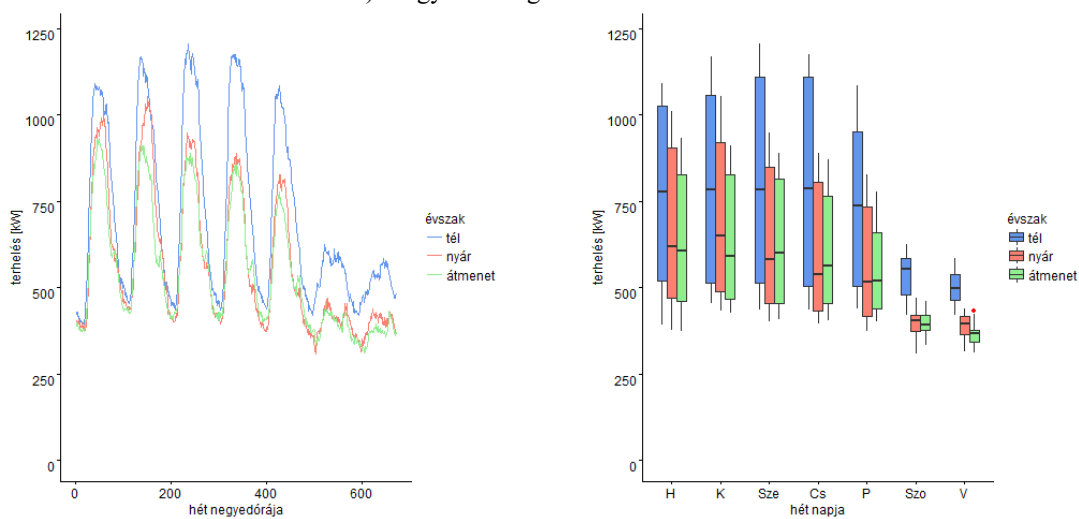 1250
1000
750
500
250
0
terhelés [kW]
0
200
400
600
hét negyedórája
évszak
tél
nyár
átmenet
1250
1000
750
500
250
0
terhelés [kW]
H
K
Sze
Cs
P
Szo
V
hét napja
évszak
tél
nyár
átmenet